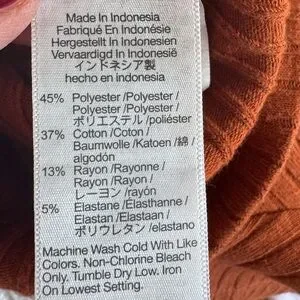 Made In Indonesia
Fabriqué En Indonésie
Hergestellt In Indonesien
Vervaardigd In Indonesië
インドネシア製
hecho en indonesia
45% Polyester /Polyester /
Polyester /Polyester /
ポリエステル /poliéster
37% Cotton /Coton /
Baumwolle /Katoen /綿 /
algodón
13% Rayon /Rayonne /
Rayon /Rayon /
レーヨン /rayón
5% Elastane /Élasthanne /
Elastan /Elastaan /
ポリウレタン /elastano
Machine Wash Cold With Like
Colors. Non-Chlorine Bleach
Only. Tumble Dry Low. Iron
On Lowest Setting.